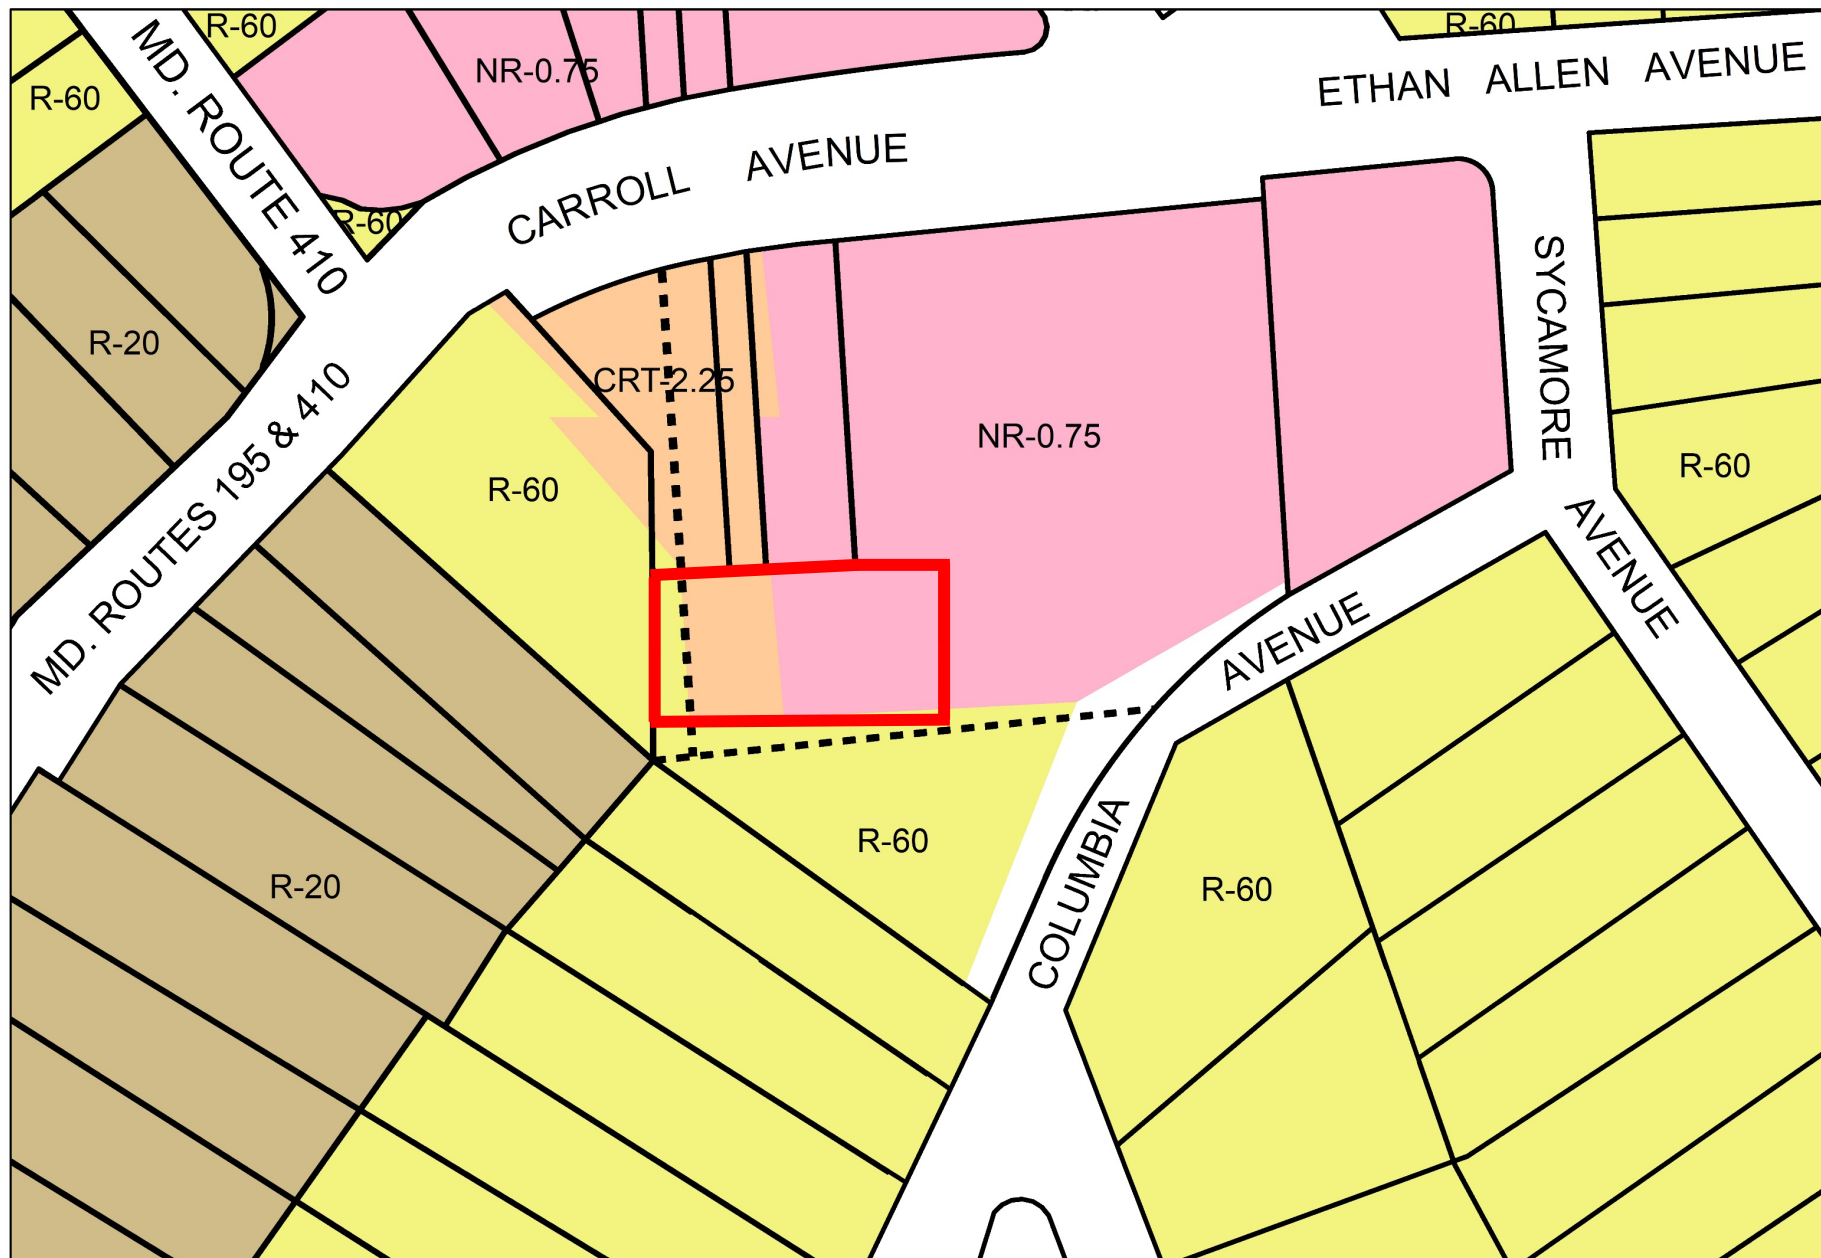 R-60
R-60
NR-0.75
R-60
MD. ROUTE 410
R-60
CARROLL AVENUE
ETHAN ALLEN AVENUE
R-20
CRT-2.25
NR-0.75
SYCAMORE AVENUE
R-60
R-60
MD. ROUTES 195 & 410
COLUMBIA AVENUE
R-60
R-20
R-60